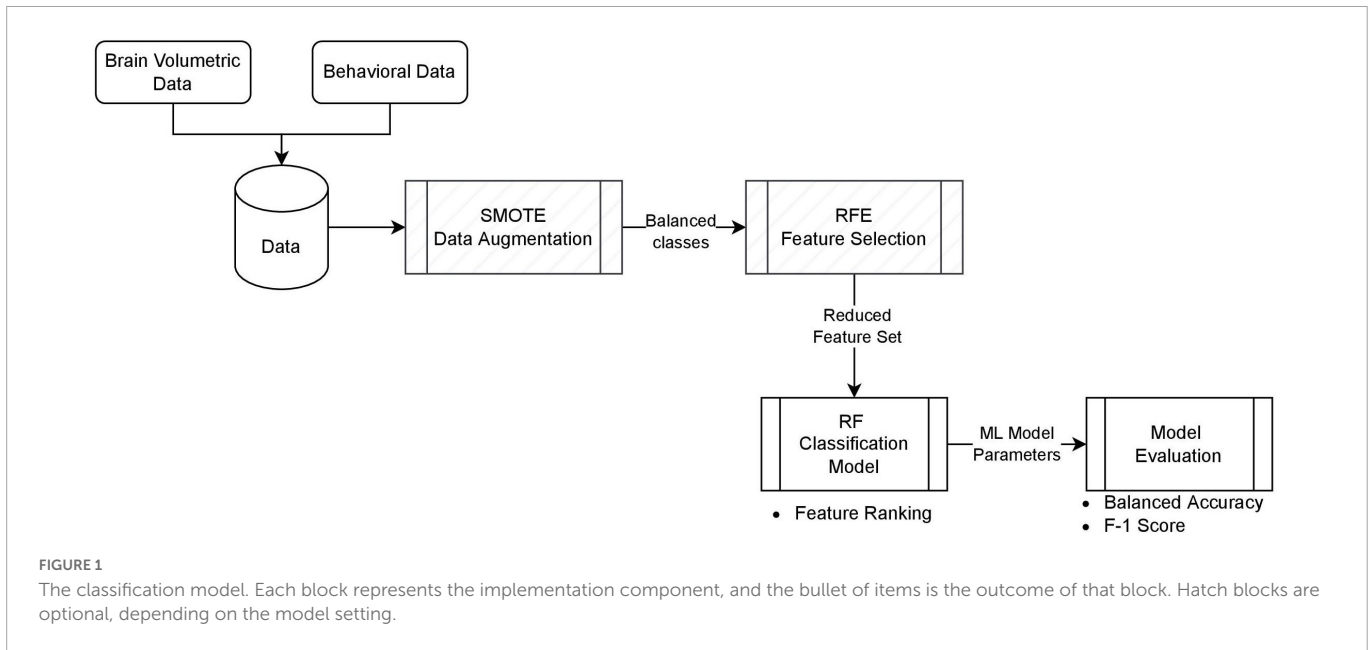 Brain Volumetric
Data
Behavioral Data
Data
SMOTE
Data Augmentation
Balanced
classes
RFE
Feature Selection
Reduced
Feature Set
RF
Classification
Model
ML Model
Parameters
Model
Evaluation
• Feature Ranking
• Balanced Accuracy
• F-1 Score
FIGURE 1
The classification model. Each block represents the implementation component, and the bullet of items is the outcome of that block. Hatch blocks are
optional, depending on the model setting.